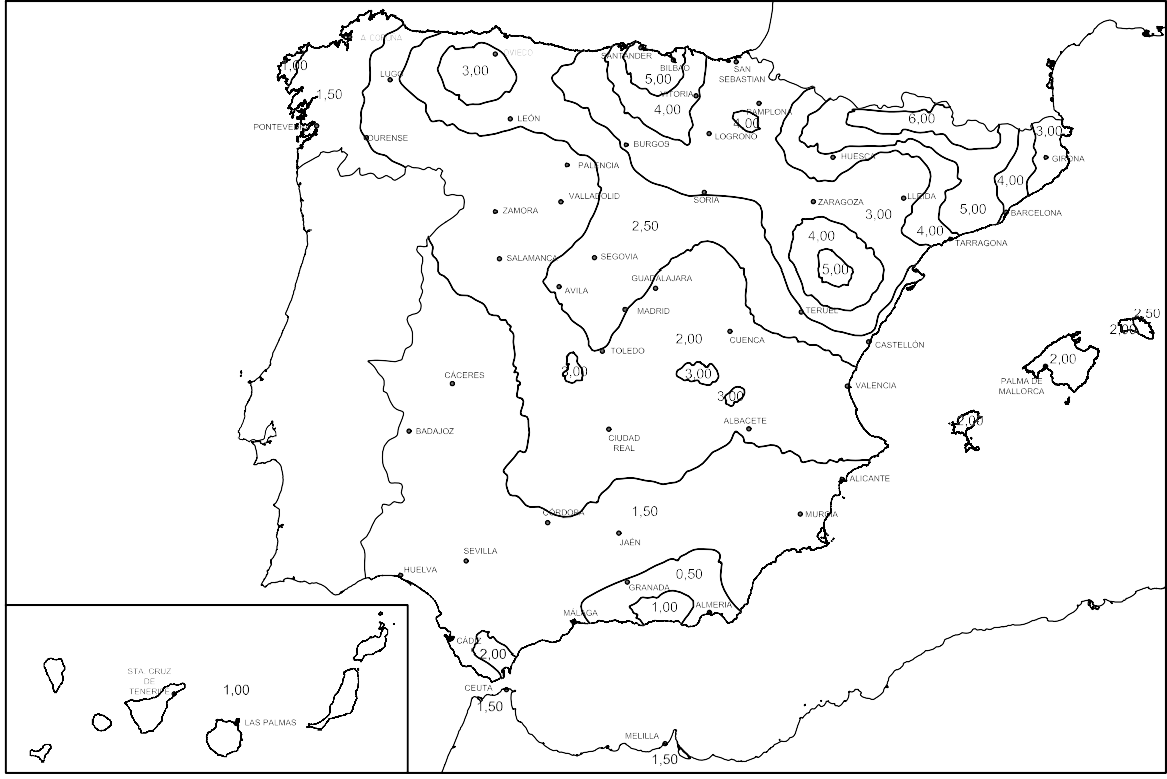 A CORUÑA
OVIEDO
SANTANDER
1,00
LUGO
3,00
BILBAO
SAN
SEBASTIAN
5,00
1,50
VITORIA
4,00
PAMPLONA
4,00
6,00
LEÓN
PONTEVEDRA
OURENSE
LOGROÑO
3,00
BURGOS
HUESCA
GIRONA
PALENCIA
4,00
VALLADOLID
SORIA
ZARAGOZA
LLEIDA
ZAMORA
3,00
5,00
BARCELONA
2,50
4,00
4,00
TARRAGONA
SALAMANCA
SEGOVIA
5,00
GUADALAJARA
AVILA
MADRID
TERUEL
2,50
2,00
2,00
CUENCA
CASTELLÓN
TOLEDO
2,00
3,00
3,00
CÁCERES
PALMA DE
MALLORCA
VALENCIA
3,00
ALBACETE
2,00
BADAJOZ
CIUDAD
REAL
ALICANTE
CÓRDOBA
1,50
MURCIA
JAÉN
SEVILLA
HUELVA
0,50
GRANADA
1,00
ALMERIA
MÁLAGA
CÁDIZ
2,00
STA. CRUZ
DE
TENERIFE
1,00
CEUTA
1,50
LAS PALMAS
MELILLA
1,50